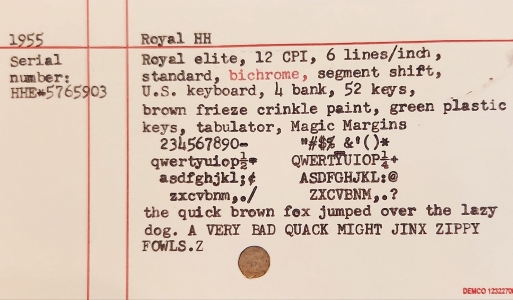 1955 Royal HH
Serial Royal elite, 12 CPI, 6 lines/inch,
number: standard, bichrome, segment shift,
HHE*5765903 U.S. keyboard, 4 bank, 52 keys,
brown frieze crinkle paint, green plastic
keys, tabulator, Magic Margins
234567890- "#$% &'()*
qwertyuiop½= QWERTYUIOP¼+
asdfghjkl;¢ ASDFGHJKL:@
zxcvbnm,./ ZXCVBNM,.?
the quick brown fox jumped over the lazy
dog. A VERY BAD QUACK MIGHT JINX ZIPPY
FOWLS.Z
DEMCO